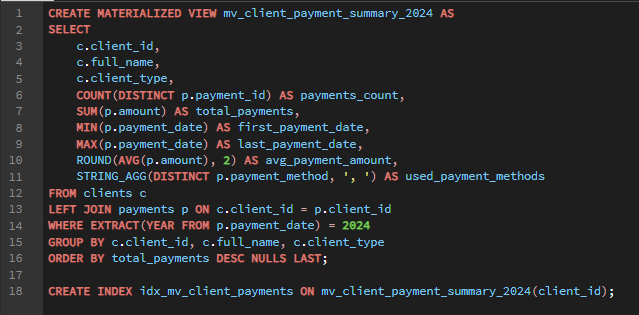 1 CREATE MATERIALIZED VIEW mv_client_payment_summary_2024 AS
2 SELECT
3     c.client_id,
4     c.full_name,
5     c.client_type,
6     COUNT(DISTINCT p.payment_id) AS payments_count,
7     SUM(p.amount) AS total_payments,
8     MIN(p.payment_date) AS first_payment_date,
9     MAX(p.payment_date) AS last_payment_date,
10     ROUND(AVG(p.amount), 2) AS avg_payment_amount,
11     STRING_AGG(DISTINCT p.payment_method, ', ') AS used_payment_methods
12 FROM clients c
13 LEFT JOIN payments p ON c.client_id = p.client_id
14 WHERE EXTRACT(YEAR FROM p.payment_date) = 2024
15 GROUP BY c.client_id, c.full_name, c.client_type
16 ORDER BY total_payments DESC NULLS LAST;
17
18 CREATE INDEX idx_mv_client_payments ON mv_client_payment_summary_2024(client_id);